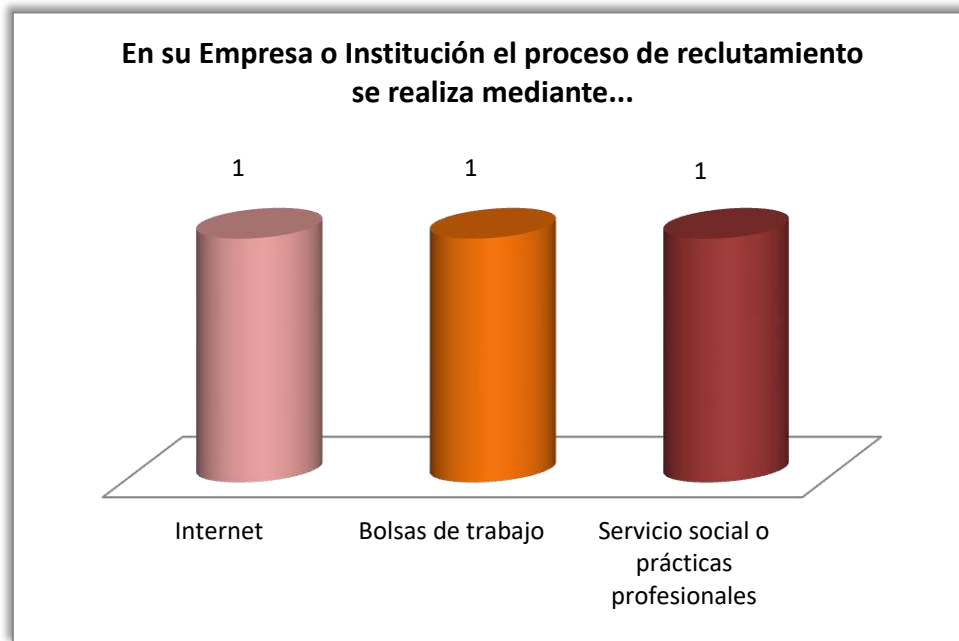 En su Empresa o Institución el proceso de reclutamiento
se realiza mediante...
1 1 1
Internet Bolsas de trabajo Servicio social o
prácticas
profesionales